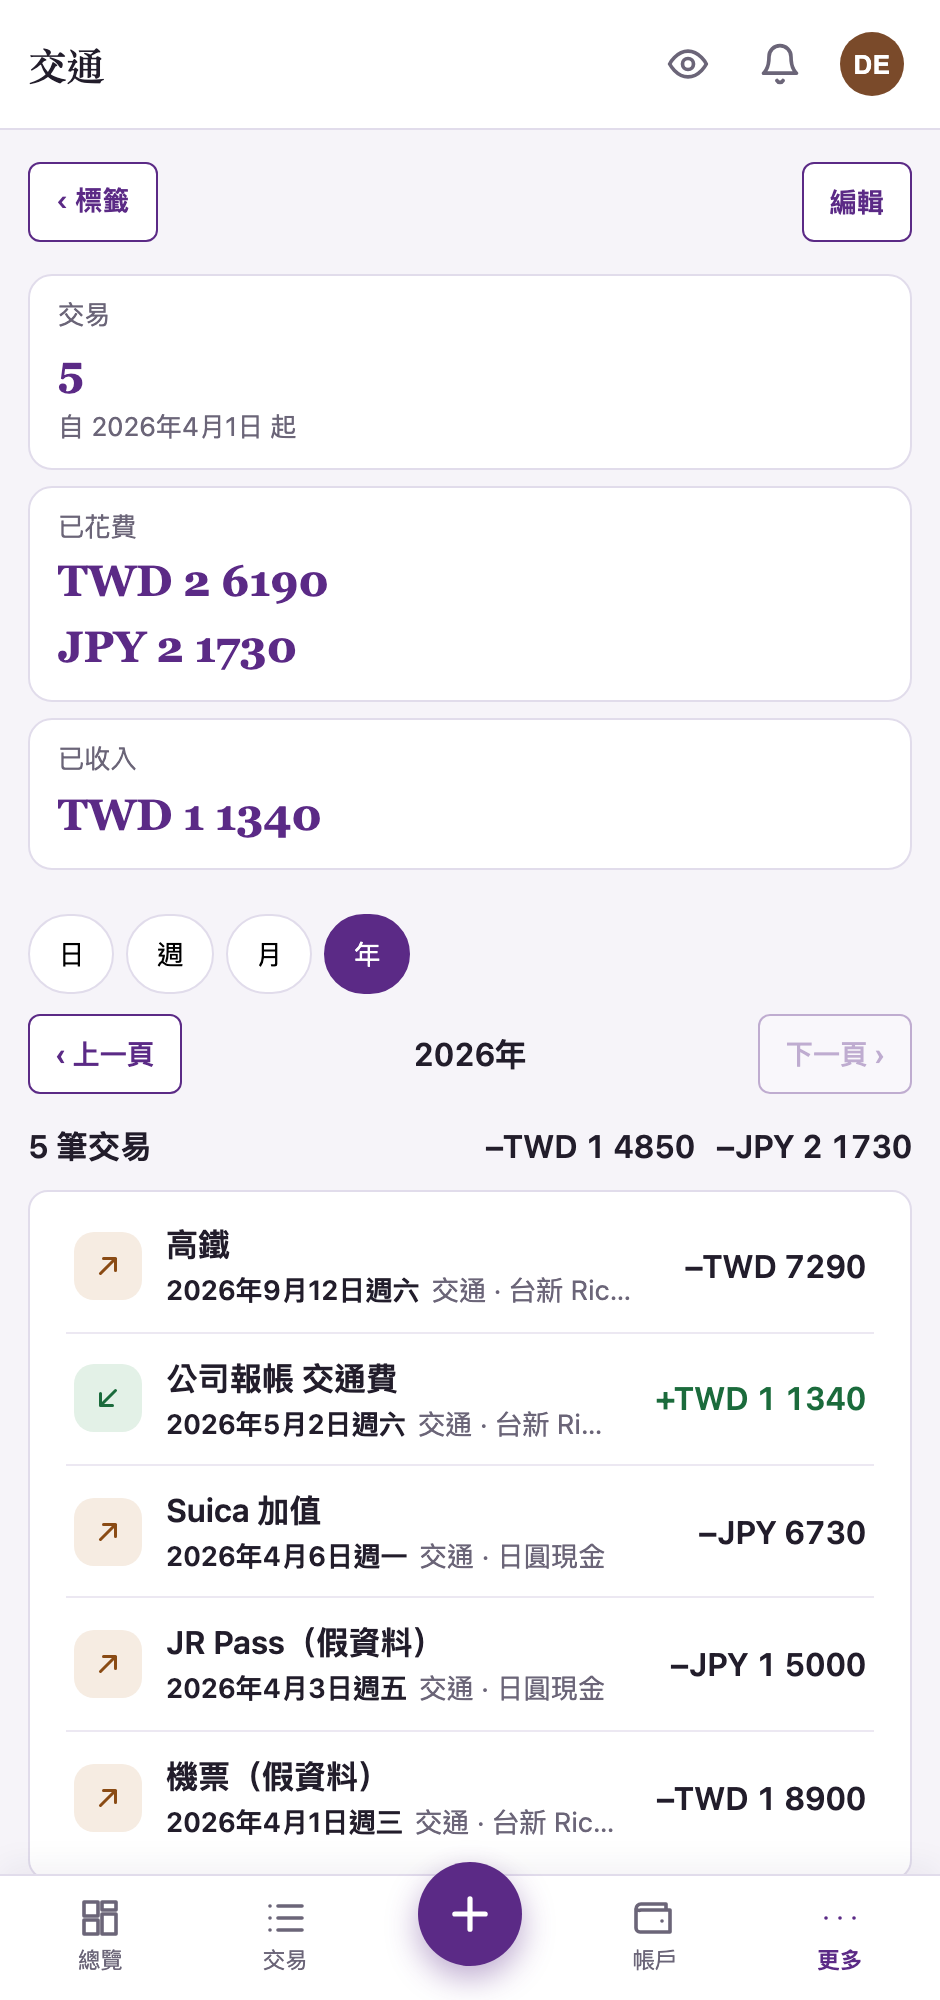 交通
DE
‹ 標籤
編輯
交易
5
自 2026年4月1日 起
已花費
TWD 2 6190
JPY 2 1730
已收入
TWD 1 1340
日 週 月 年
‹ 上一頁 2026年 下一頁 ›
5 筆交易 –TWD 1 4850 –JPY 2 1730
高鐵
2026年9月12日週六 交通 · 台新 Ric...
–TWD 7290
公司報帳 交通費
2026年5月2日週六 交通 · 台新 Ri...
+TWD 1 1340
Suica 加值
2026年4月6日週一 交通 · 日圓現金
–JPY 6730
JR Pass（假資料）
2026年4月3日週五 交通 · 日圓現金
–JPY 1 5000
機票（假資料）
2026年4月1日週三 交通 · 台新 Ric...
–TWD 1 8900
總覽 交易 帳戶 更多